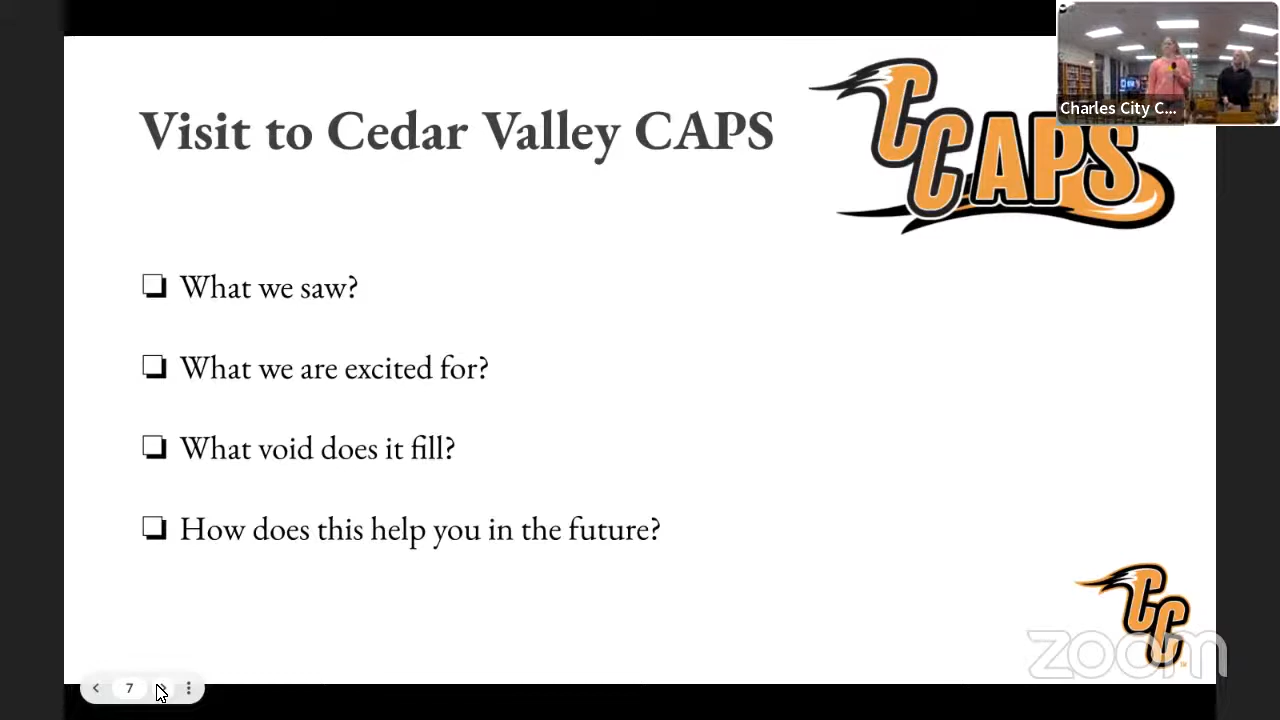 Charles City C...
Visit to Cedar Valley CAPS
CCAPS
What we saw?
What we are excited for?
What void does it fill?
How does this help you in the future?
CC
zoom
7